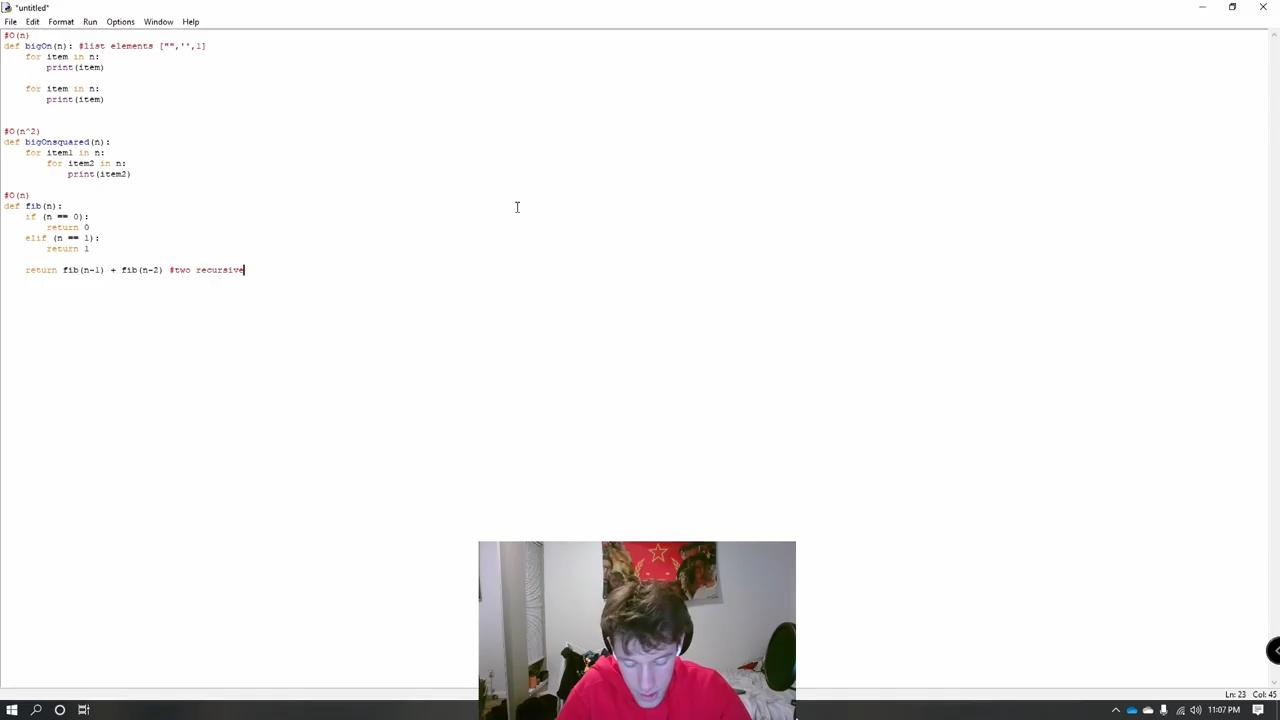 *untitled*
File Edit Format Run Options Window Help
#O(n)
def bigOn(n): #list elements ["",'',1]
for item in n:
print(item)
for item in n:
print(item)
#O(n^2)
def bigOnsquared(n):
for item1 in n:
for item2 in n:
print(item2)
#O(n)
def fib(n):
if (n == 0):
return 0
elif (n == 1):
return 1
return fib(n-1) + fib(n-2) #two recursive
Ln: 23 Col: 45
11:07 PM